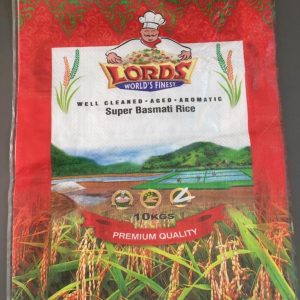 LORDS
WORLD'S FINEST
WELL CLEANED • AGED • AROMATIC
Super Basmati Rice
10KGS
PREMIUM QUALITY